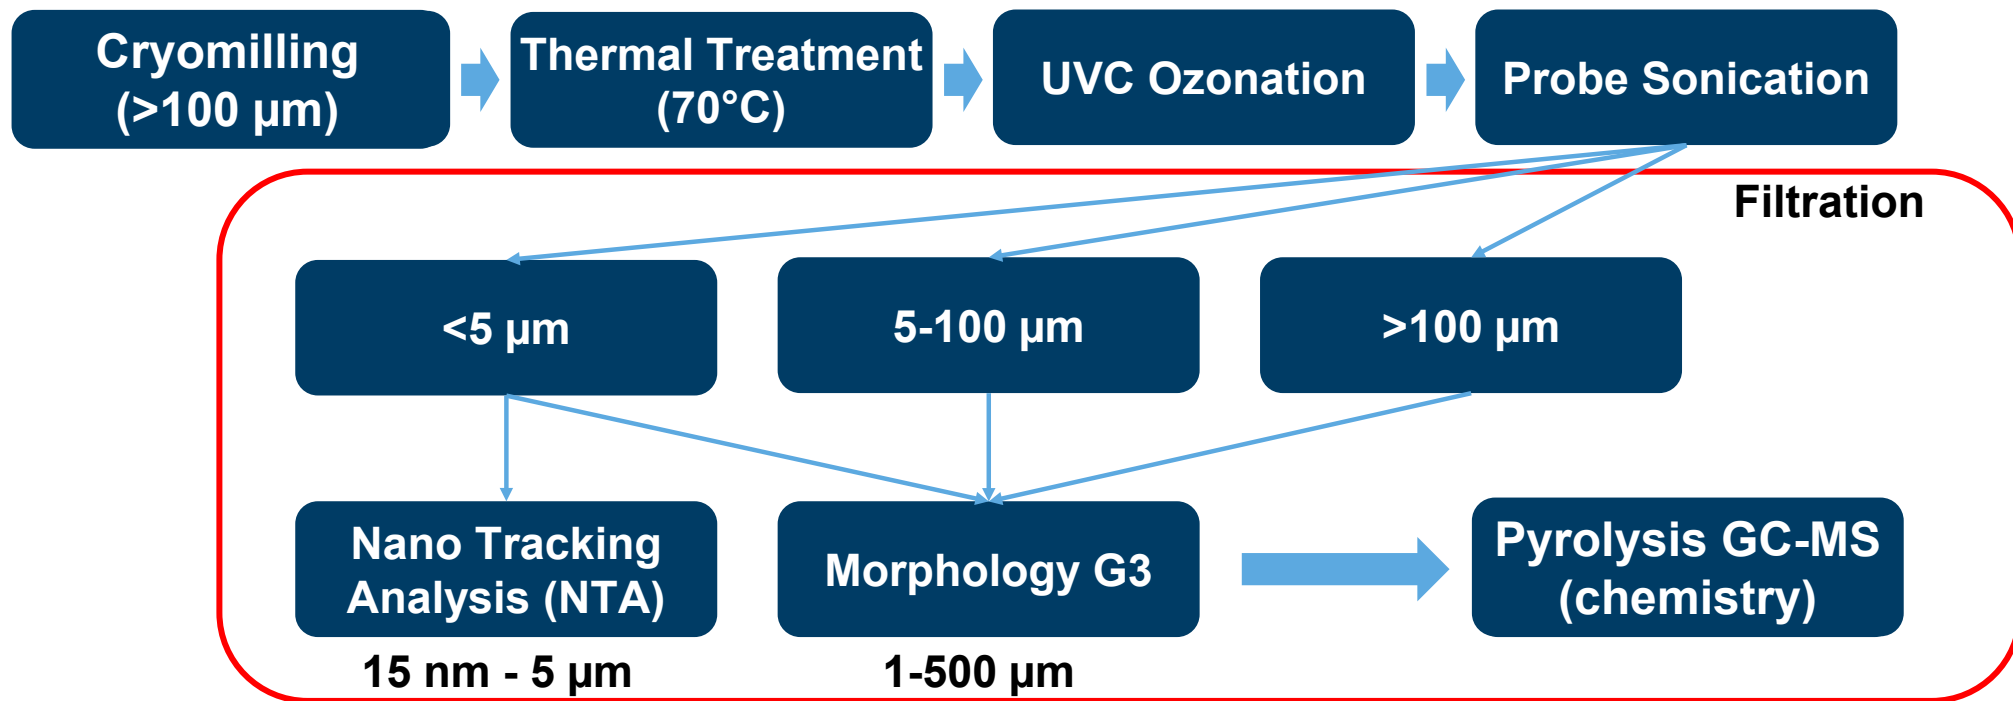 Cryomilling
(>100 µm)
Thermal Treatment
(70°C)
UVC Ozonation
Probe Sonication
Filtration
<5 µm
5-100 µm
>100 µm
Nano Tracking
Analysis (NTA)
Morphology G3
Pyrolysis GC-MS
(chemistry)
15 nm - 5 µm
1-500 µm